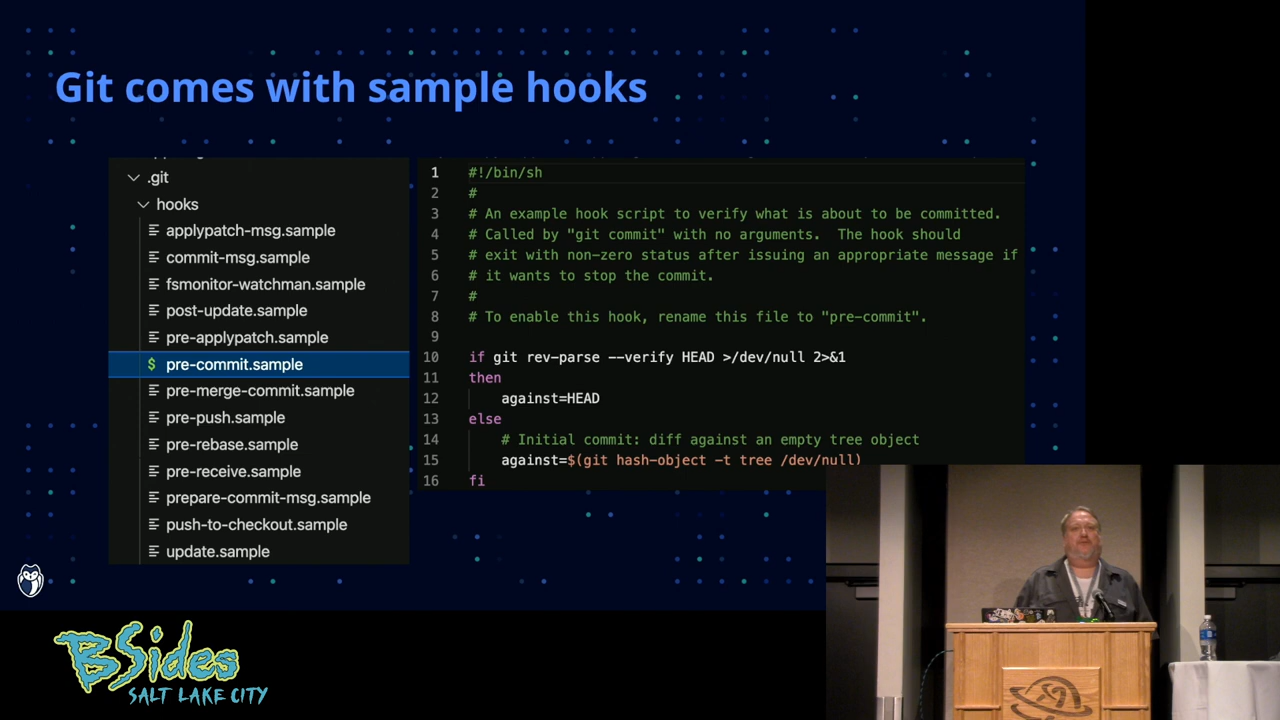 Git comes with sample hooks
.git
hooks
applypatch-msg.sample
commit-msg.sample
fsmonitor-watchman.sample
post-update.sample
pre-applypatch.sample
$ pre-commit.sample
pre-merge-commit.sample
pre-push.sample
pre-rebase.sample
pre-receive.sample
prepare-commit-msg.sample
push-to-checkout.sample
update.sample
1 #!/bin/sh
2 #
3 # An example hook script to verify what is about to be committed.
4 # Called by "git commit" with no arguments.  The hook should
5 # exit with non-zero status after issuing an appropriate message if
6 # it wants to stop the commit.
7 #
8 # To enable this hook, rename this file to "pre-commit".
9
10 if git rev-parse --verify HEAD >/dev/null 2>&1
11 then
12 against=HEAD
13 else
14 # Initial commit: diff against an empty tree object
15 against=$(git hash-object -t tree /dev/null)
16 fi
BSides
SALT LAKE CITY